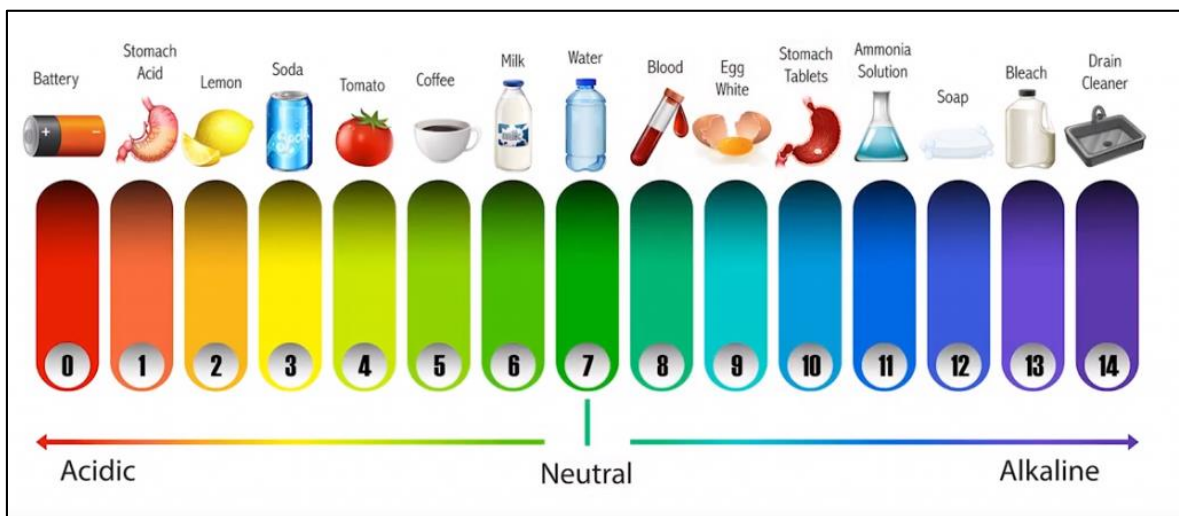 Battery
Stomach
Acid
Lemon
Soda
Tomato
Coffee
Milk
Water
Blood
Egg
White
Stomach
Tablets
Ammonia
Solution
Soap
Bleach
Drain
Cleaner
+
-
0 1 2 3 4 5 6 7 8 9 10 11 12 13 14
Acidic Neutral Alkaline